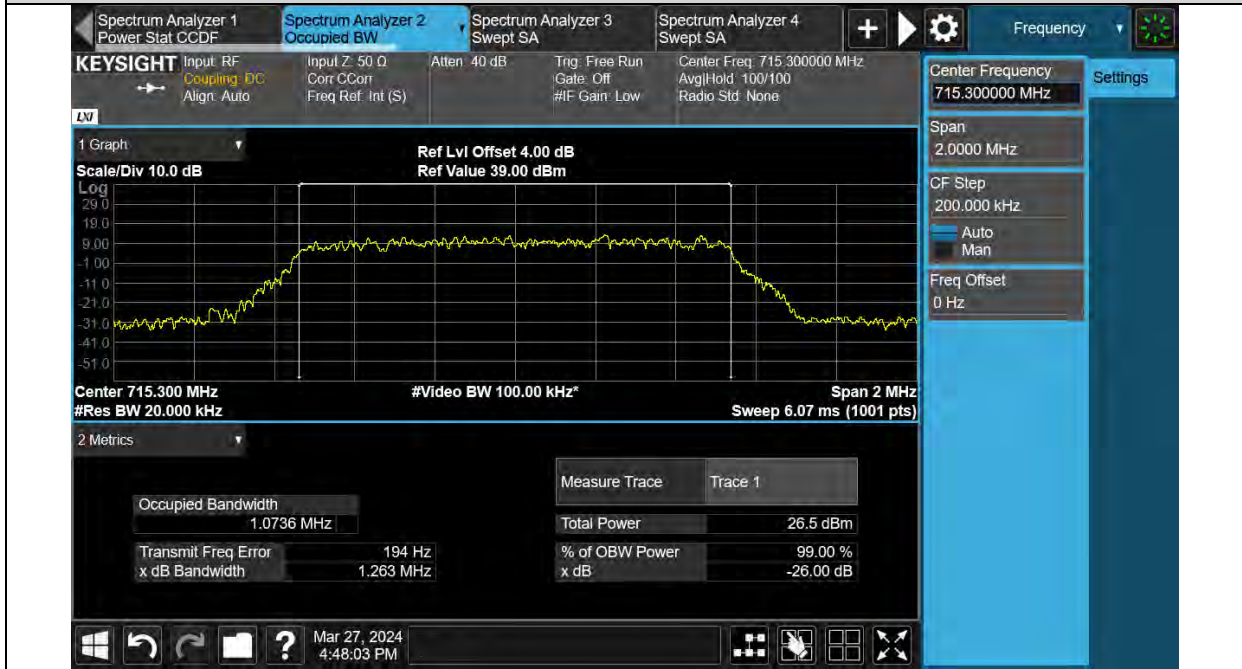 Spectrum Analyzer 1
Power Stat CCDF
Spectrum Analyzer 2
Occupied BW
Spectrum Analyzer 3
Swept SA
Spectrum Analyzer 4
Swept SA
Frequency
KEYSIGHT
Input: RF
Coupling: DC
Align: Auto
Input Z: 50 Ω
Corr CCorr
Freq Ref: Int (S)
Atten: 40 dB
Trig: Free Run
Gate: Off
#IF Gain: Low
Center Freq: 715.300000 MHz
Avg|Hold: 100/100
Radio Std: None
LXI
Center Frequency
715.300000 MHz
Settings
Span
2.0000 MHz
CF Step
200.000 kHz
Auto
Man
Freq Offset
0 Hz
1 Graph
Scale/Div 10.0 dB
Ref Lvl Offset 4.00 dB
Ref Value 39.00 dBm
Log
29.0
19.0
9.00
-1.00
-11.0
-21.0
-31.0
-41.0
-51.0
Center 715.300 MHz
#Video BW 100.00 kHz*
Span 2 MHz
#Res BW 20.000 kHz
Sweep 6.07 ms (1001 pts)
2 Metrics
Measure Trace Trace 1
Occupied Bandwidth
1.0736 MHz
Total Power 26.5 dBm
Transmit Freq Error 194 Hz
% of OBW Power 99.00 %
x dB Bandwidth 1.263 MHz
x dB -26.00 dB
?
Mar 27, 2024
4:48:03 PM